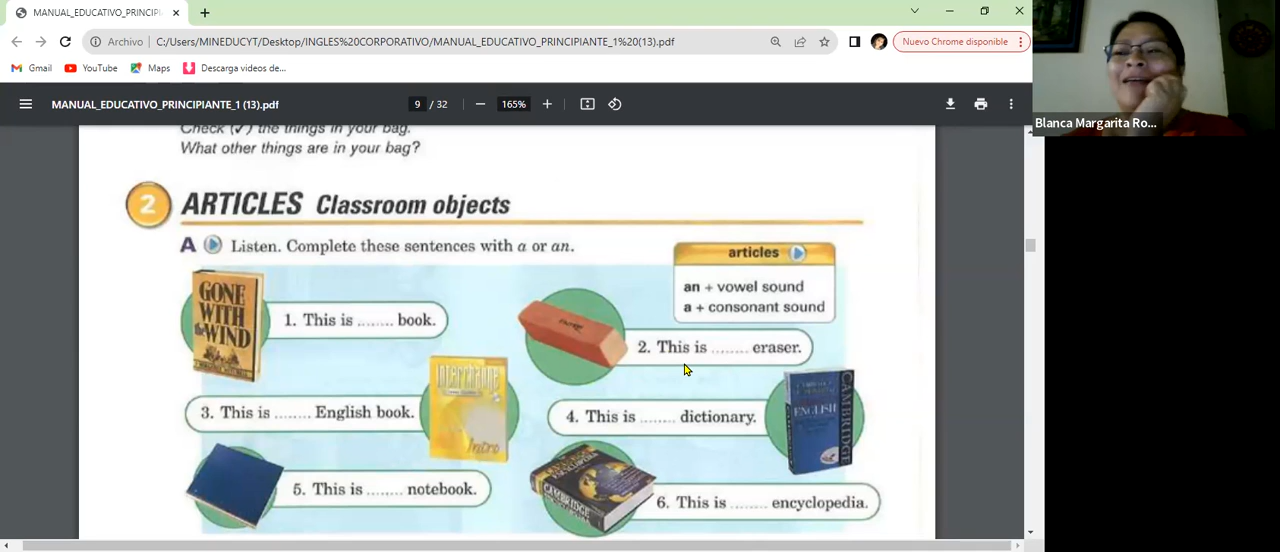 MANUAL_EDUCATIVO_PRINCIPI
Archivo C:/Users/MINEDUCYT/Desktop/INGLES%20CORPORATIVO/MANUAL_EDUCATIVO_PRINCIPIANTE_1%20(13).pdf
Nuevo Chrome disponible
Gmail YouTube Maps Descarga videos de...
MANUAL_EDUCATIVO_PRINCIPIANTE_1 (13).pdf 9 / 32 165%
Blanca Margarita Ro...
Check (✓) the things in your bag.
What other things are in your bag?
2 ARTICLES Classroom objects
A Listen. Complete these sentences with a or an.
articles
an + vowel sound
a + consonant sound
GONE
WITH
the WIND
1. This is ........ book.
2. This is ........ eraser.
Interchange
Intro
3. This is ........ English book.
4. This is ........ dictionary.
ENGLISH
CAMBRIDGE
5. This is ........ notebook.
CAMBRIDGE
6. This is ........ encyclopedia.